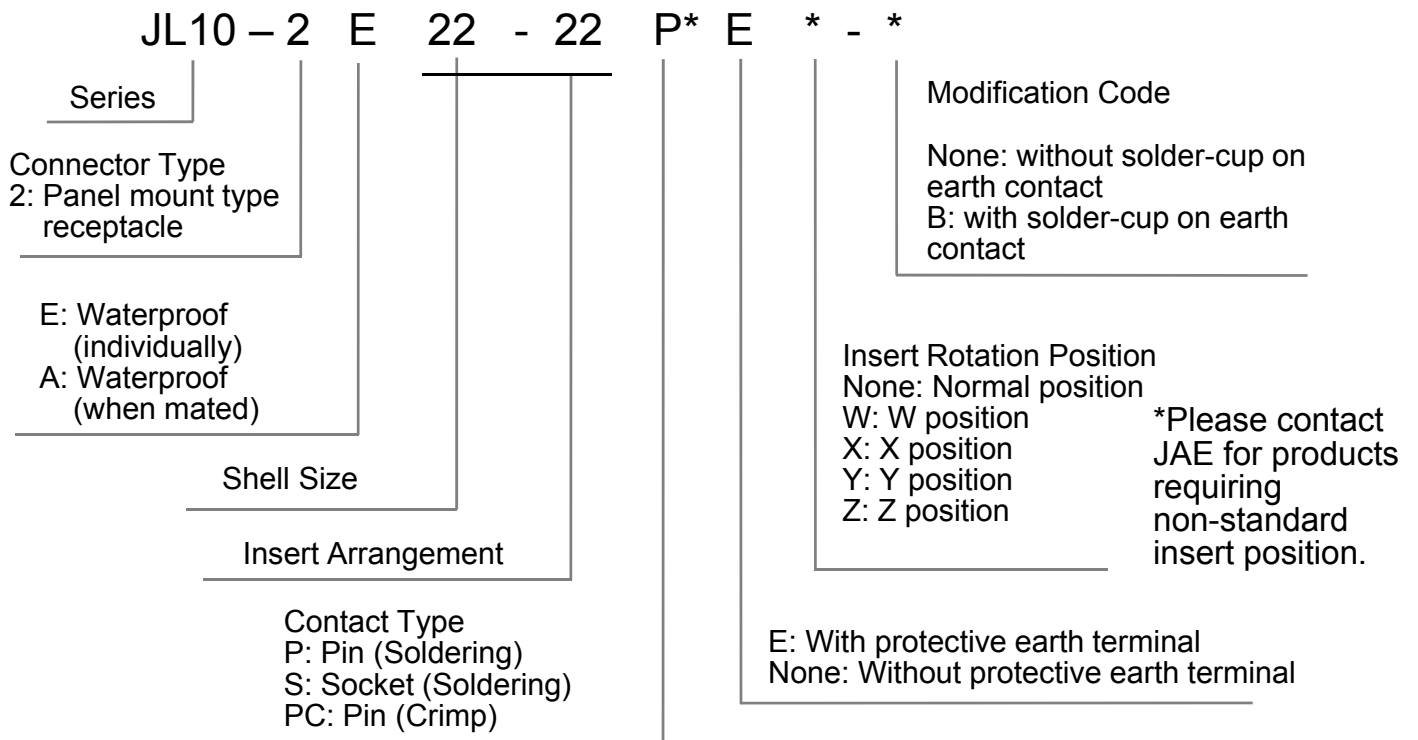 JL10 – 2 E 22 - 22 P* E * - *
Series
Connector Type
2: Panel mount type
receptacle
E: Waterproof
(individually)
A: Waterproof
(when mated)
Shell Size
Insert Arrangement
Contact Type
P: Pin (Soldering)
S: Socket (Soldering)
PC: Pin (Crimp)
Modification Code
None: without solder-cup on
earth contact
B: with solder-cup on earth
contact
Insert Rotation Position
None: Normal position
W: W position
X: X position
Y: Y position
Z: Z position
*Please contact
JAE for products
requiring
non-standard
insert position.
E: With protective earth terminal
None: Without protective earth terminal